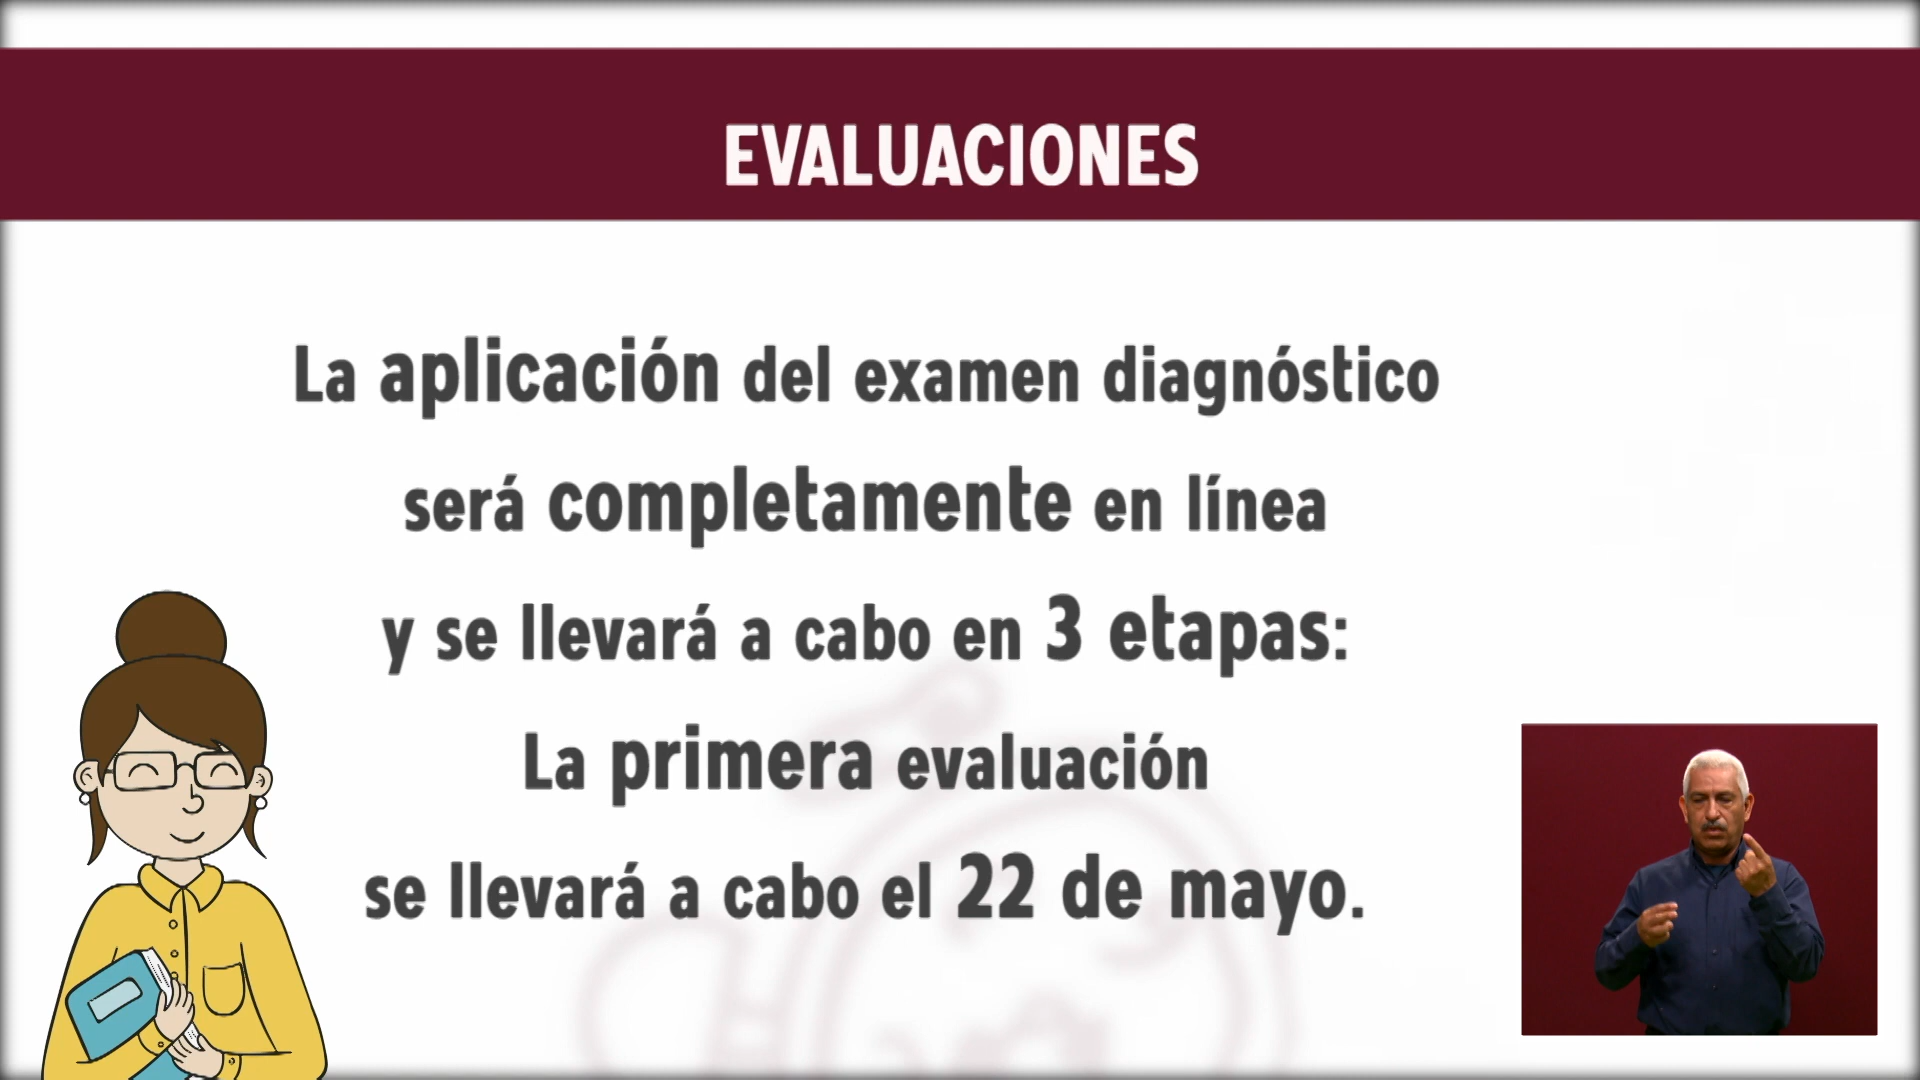 EVALUACIONES
La aplicación del examen diagnóstico
será completamente en línea
y se llevará a cabo en 3 etapas:
La primera evaluación
se llevará a cabo el 22 de mayo.